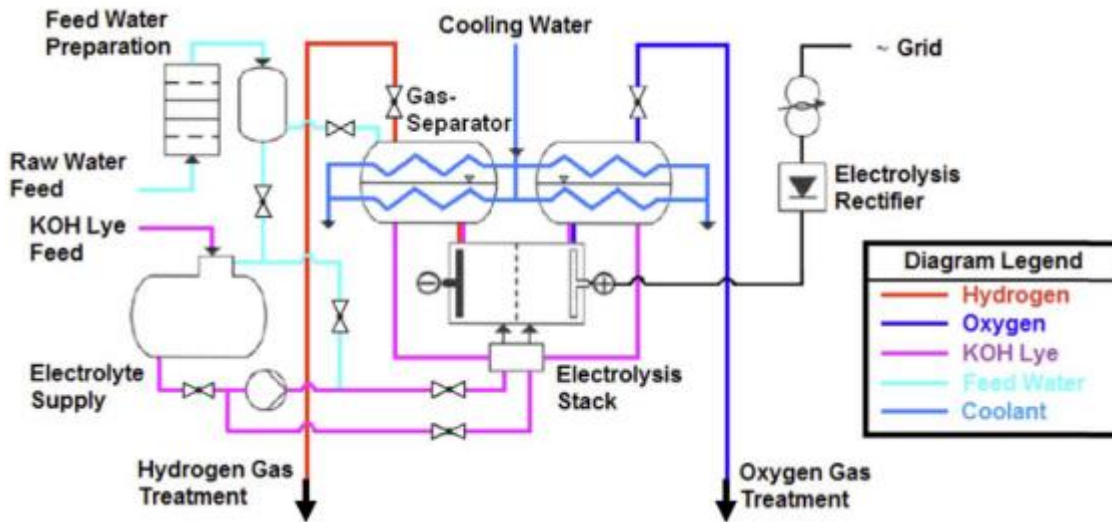 Feed Water
Preparation
Cooling Water
~ Grid
Gas-
Separator
Raw Water
Feed
Electrolysis
Rectifier
KOH Lye
Feed
Diagram Legend
Hydrogen
Oxygen
KOH Lye
Feed Water
Coolant
Electrolyte
Supply
Electrolysis
Stack
Hydrogen Gas
Treatment
Oxygen Gas
Treatment